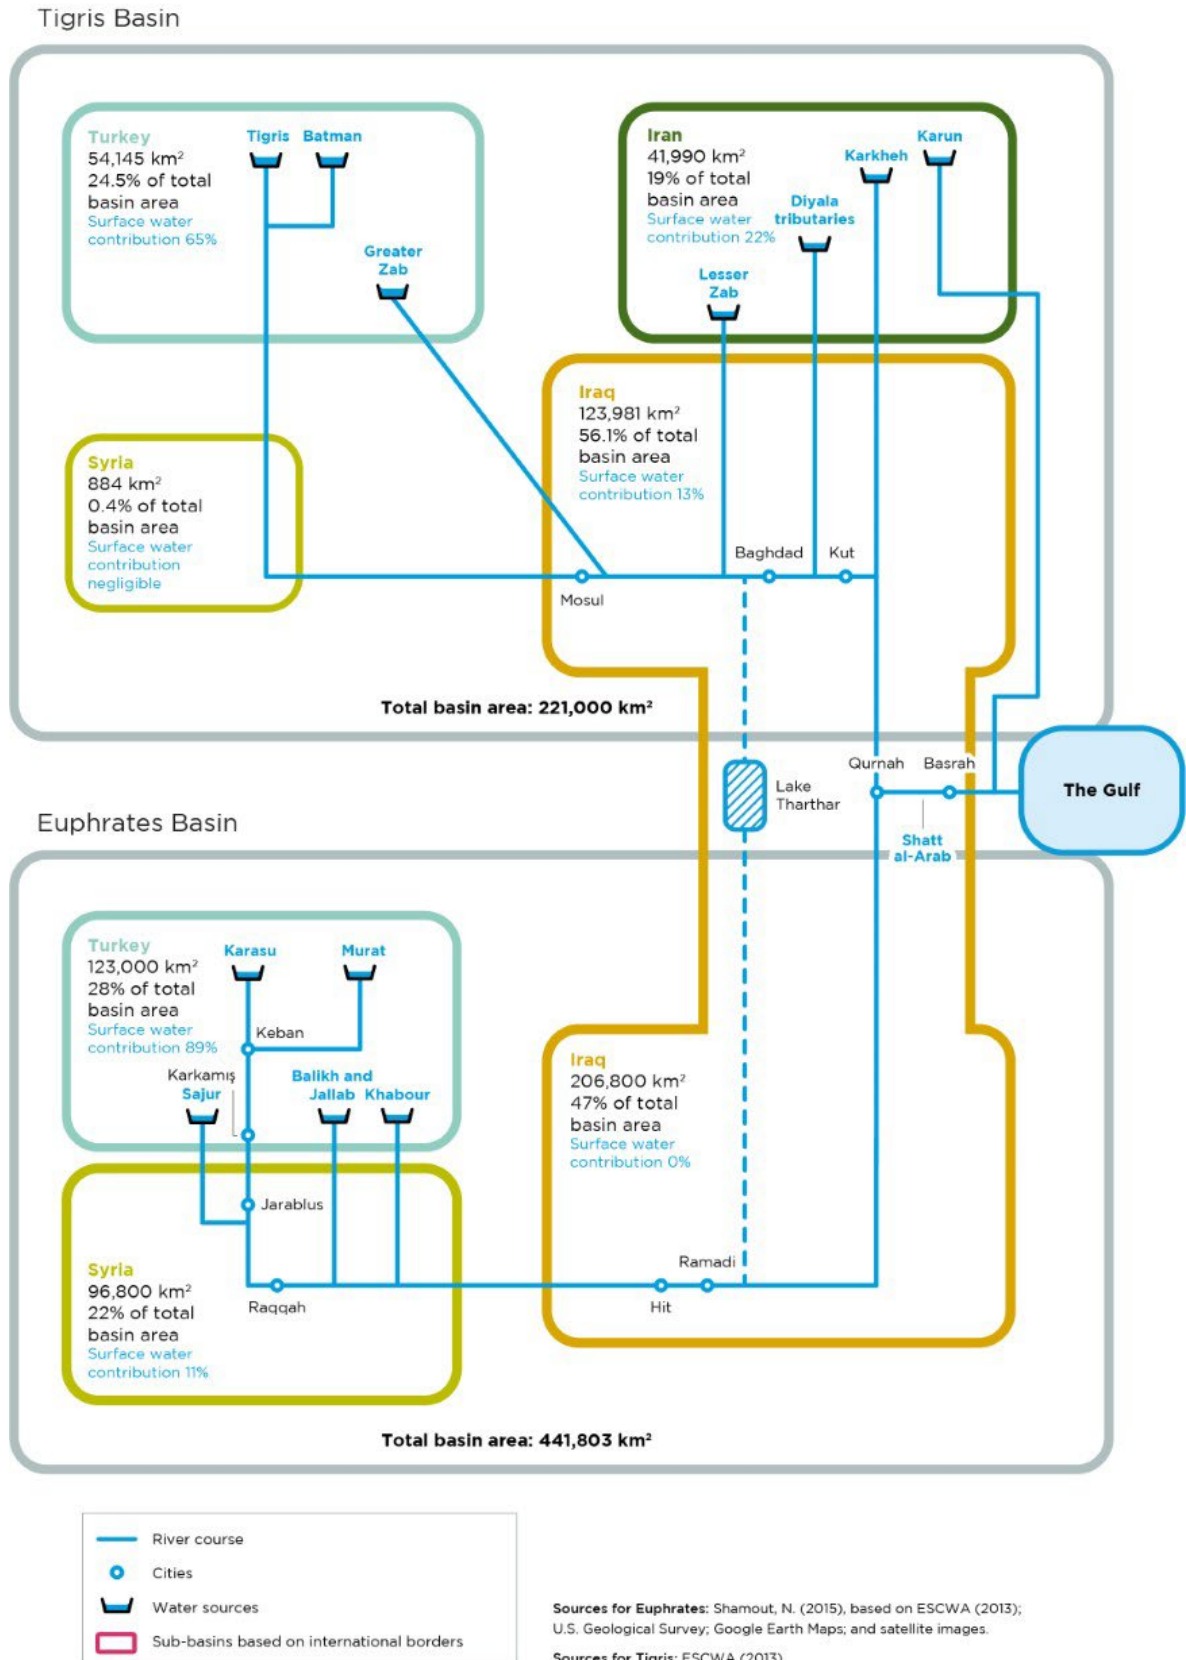 Tigris Basin
Turkey
54,145 km²
24.5% of total
basin area
Surface water
contribution 65%
Tigris
Batman
Greater
Zab
Iran
41,990 km²
19% of total
basin area
Surface water
contribution 22%
Lesser
Zab
Diyala
tributaries
Karkheh
Karun
Syria
884 km²
0.4% of total
basin area
Surface water
contribution
negligible
Iraq
123,981 km²
56.1% of total
basin area
Surface water
contribution 13%
Mosul
Baghdad
Kut
Total basin area: 221,000 km²
Lake
Tharthar
Qurnah
Basrah
Shatt
al-Arab
The Gulf
Euphrates Basin
Turkey
123,000 km²
28% of total
basin area
Surface water
contribution 89%
Karasu
Murat
Keban
Karkamış
Sajur
Balikh and
Jallab
Khabour
Jarablus
Syria
96,800 km²
22% of total
basin area
Surface water
contribution 11%
Raqqah
Iraq
206,800 km²
47% of total
basin area
Surface water
contribution 0%
Hit
Ramadi
Total basin area: 441,803 km²
River course
Cities
Water sources
Sub-basins based on international borders
Sources for Euphrates: Shamout, N. (2015), based on ESCWA (2013);
U.S. Geological Survey; Google Earth Maps; and satellite images.
Sources for Tigris: ESCWA (2013)